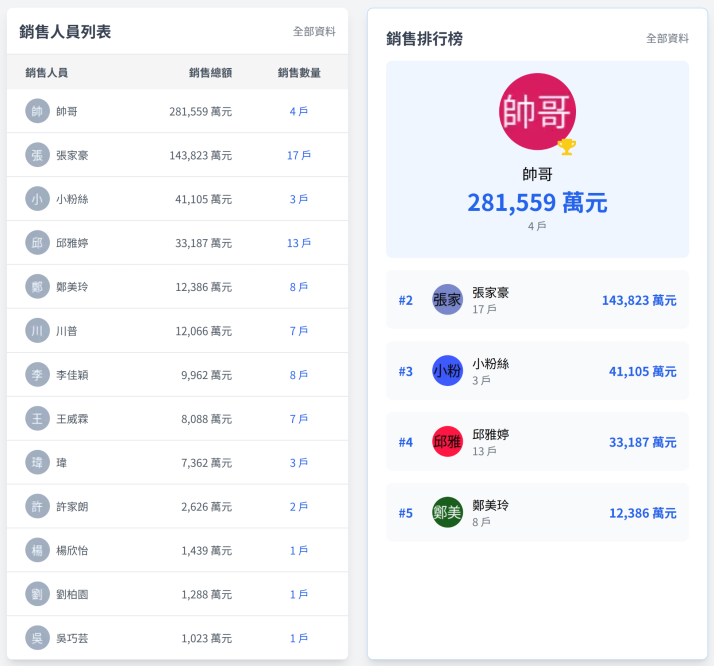 銷售人員列表 全部資料
銷售人員 銷售總額 銷售數量
帥 帥哥 281,559 萬元 4 戶
張 張家豪 143,823 萬元 17 戶
小 小粉絲 41,105 萬元 3 戶
邱 邱雅婷 33,187 萬元 13 戶
鄭 鄭美玲 12,386 萬元 8 戶
川 川普 12,066 萬元 7 戶
李 李佳穎 9,962 萬元 8 戶
王 王威霖 8,088 萬元 7 戶
瑋 瑋 7,362 萬元 3 戶
許 許家朗 2,626 萬元 2 戶
楊 楊欣怡 1,439 萬元 1 戶
劉 劉柏園 1,288 萬元 1 戶
吳 吳巧芸 1,023 萬元 1 戶
銷售排行榜 全部資料
帥哥
帥哥
281,559 萬元
4 戶
#2 張家 張家豪 143,823 萬元
17 戶
#3 小粉 小粉絲 41,105 萬元
3 戶
#4 邱雅 邱雅婷 33,187 萬元
13 戶
#5 鄭美 鄭美玲 12,386 萬元
8 戶